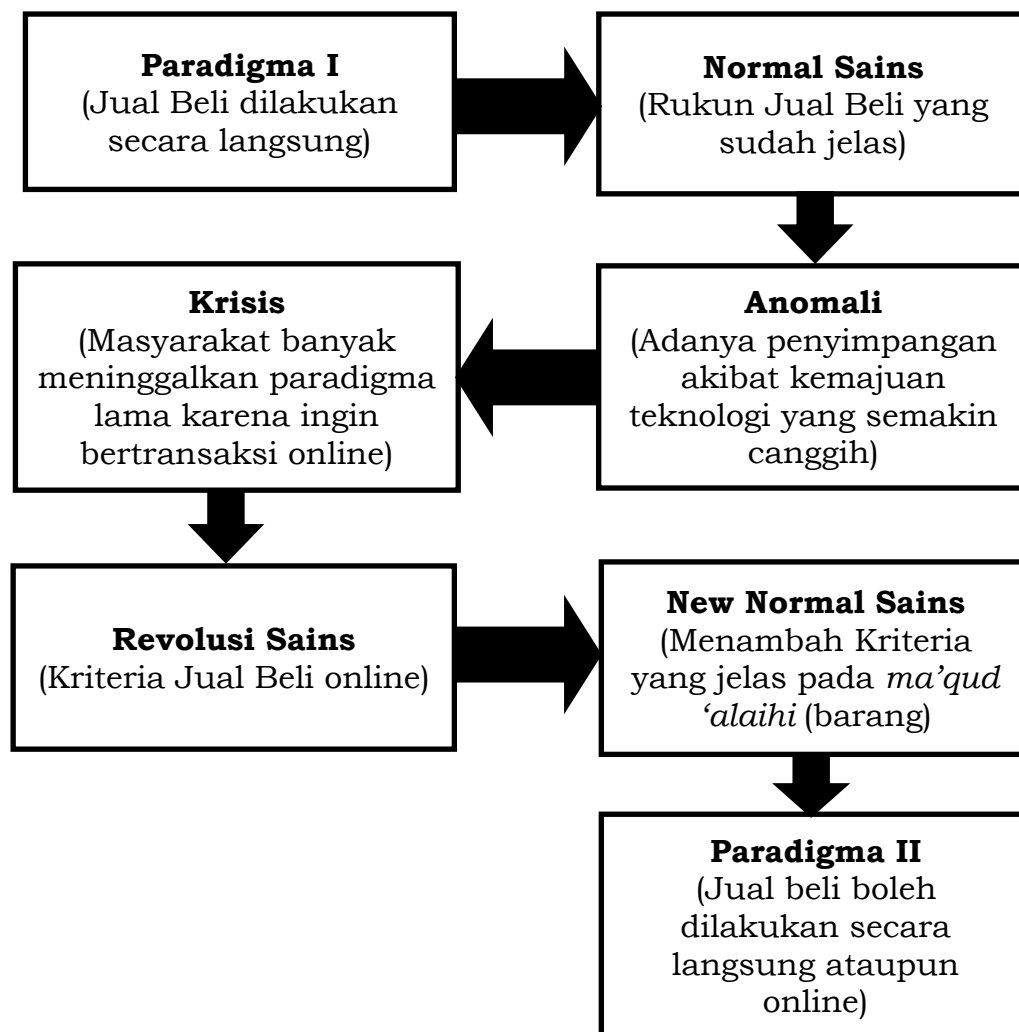 Paradigma I
(Jual Beli dilakukan
secara langsung)
Normal Sains
(Rukun Jual Beli yang
sudah jelas)
Anomali
(Adanya penyimpangan
akibat kemajuan
teknologi yang semakin
canggih)
Krisis
(Masyarakat banyak
meninggalkan paradigma
lama karena ingin
bertransaksi online)
Revolusi Sains
(Kriteria Jual Beli online)
New Normal Sains
(Menambah Kriteria
yang jelas pada ma’qud
‘alaihi (barang)
Paradigma II
(Jual beli boleh
dilakukan secara
langsung ataupun
online)